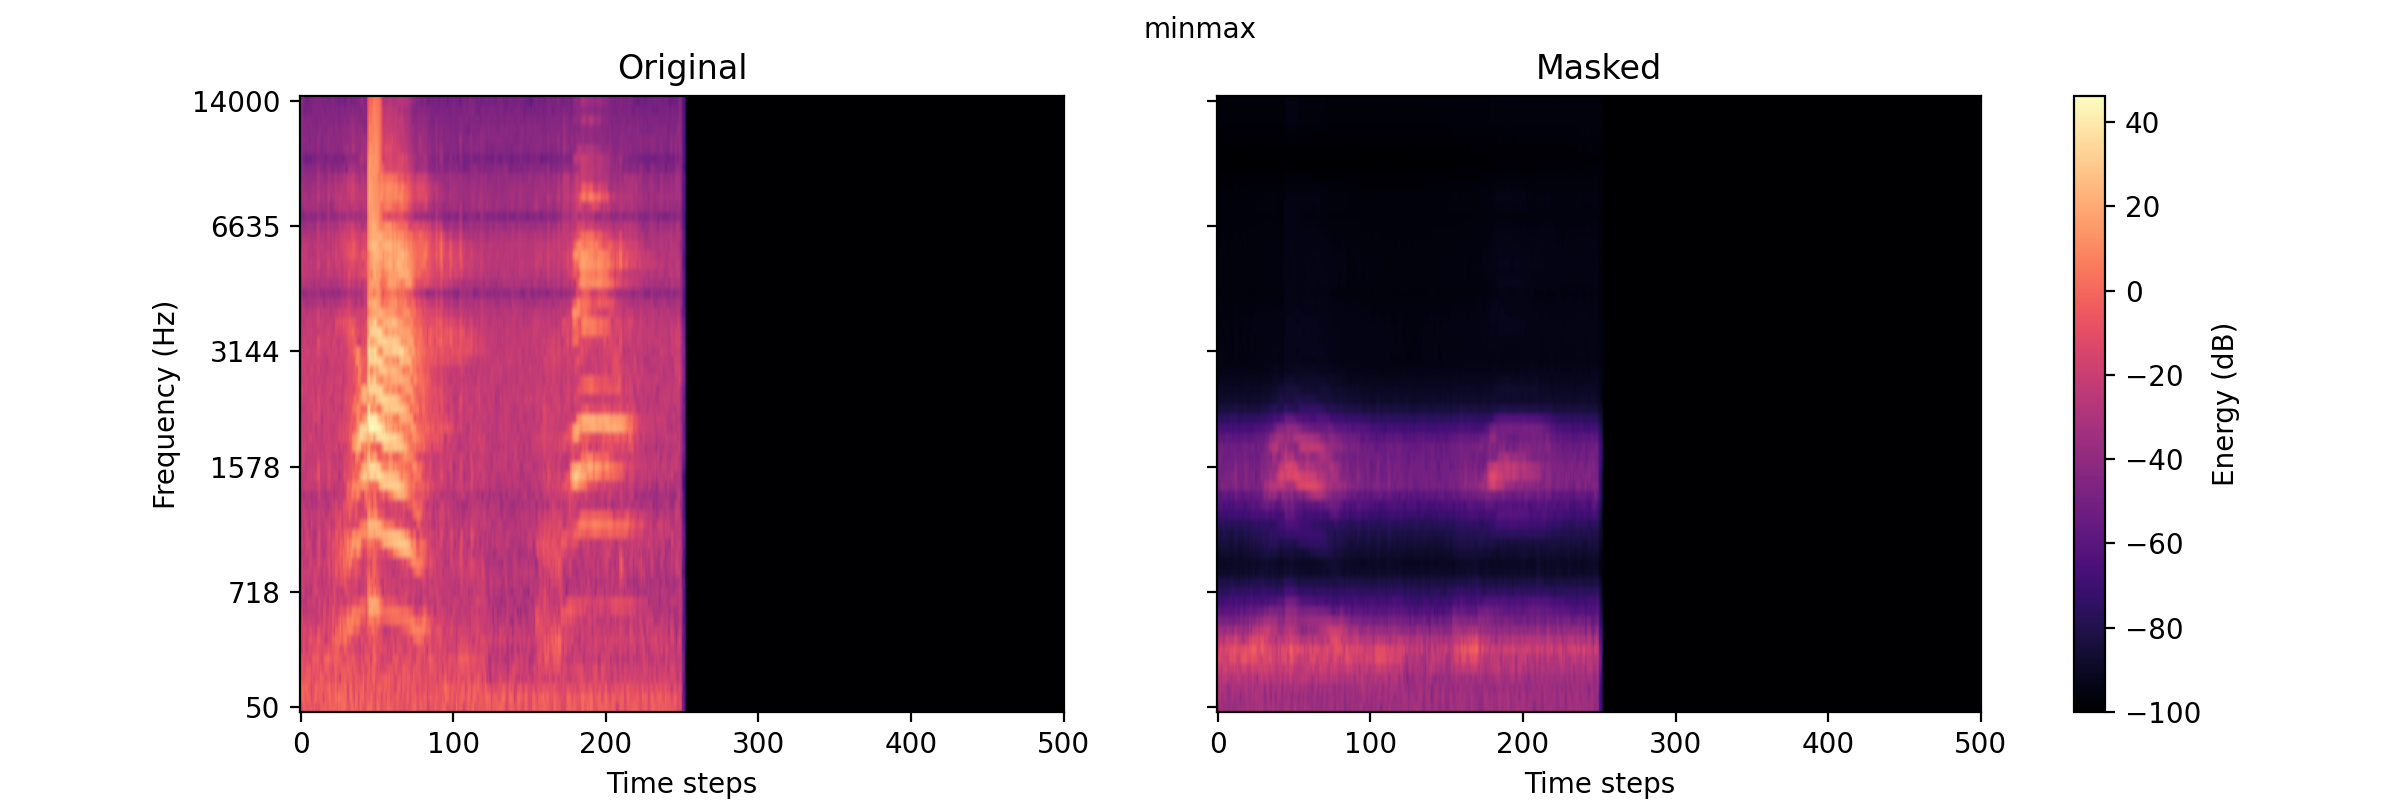 minmax
Original
Masked
Frequency (Hz)
14000
6635
3144
1578
718
50
0 100 200 300 400 500
Time steps
0 100 200 300 400 500
Time steps
40
20
0
−20
−40
−60
−80
−100
Energy (dB)